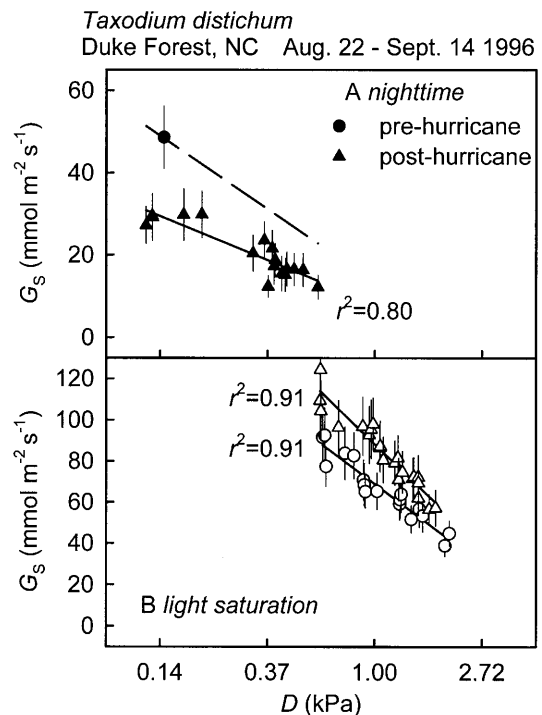 Taxodium distichum
Duke Forest, NC Aug. 22 - Sept. 14 1996
A nighttime
pre-hurricane
post-hurricane
60
40
20
0
G_S (mmol m⁻² s⁻¹)
r²=0.80
r²=0.91
r²=0.91
120
100
80
60
40
20
0
G_S (mmol m⁻² s⁻¹)
B light saturation
0.14 0.37 1.00 2.72
D (kPa)